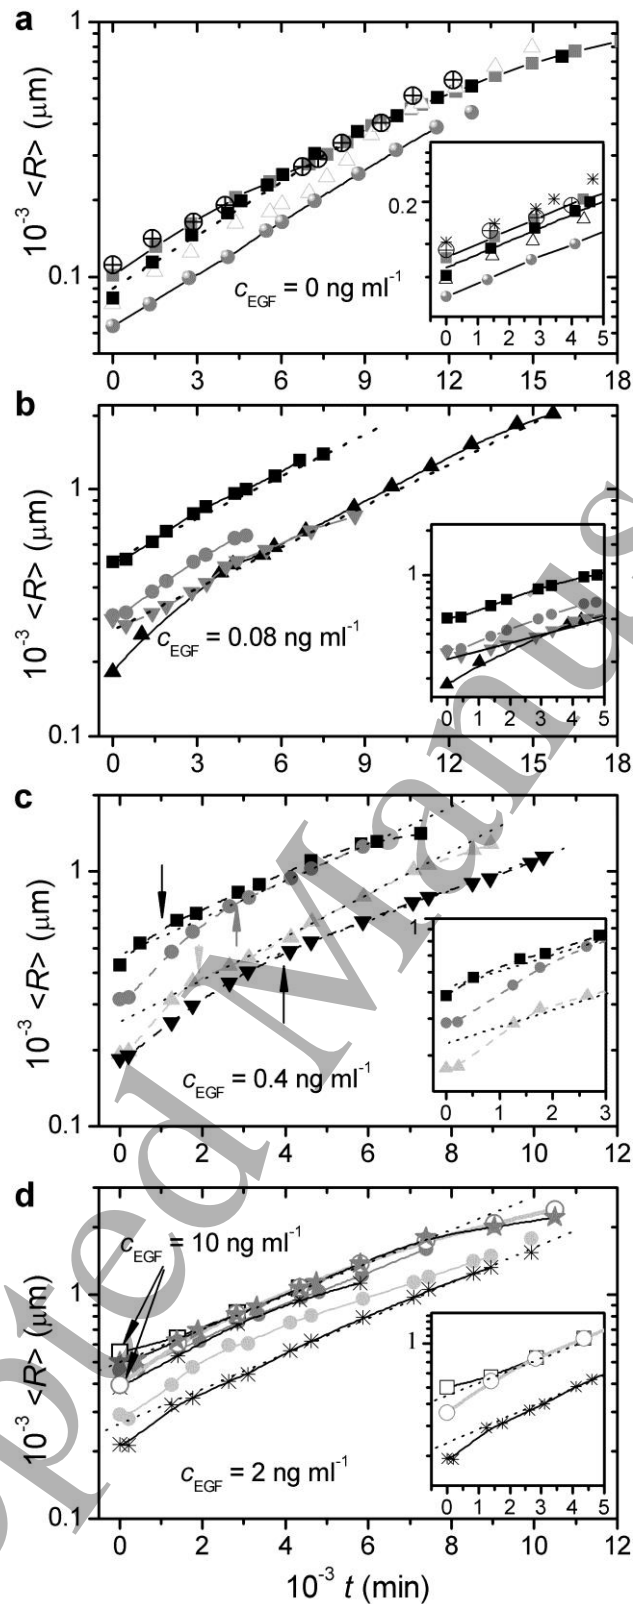 a
1
10⁻³ <R> (µm)
0.1
c_EGF = 0 ng ml⁻¹
0.2
0 1 2 3 4 5
0 3 6 9 12 15 18
b
1
10⁻³ <R> (µm)
0.1
c_EGF = 0.08 ng ml⁻¹
1
0 1 2 3 4 5
0 3 6 9 12 15 18
c
1
10⁻³ <R> (µm)
0.1
c_EGF = 0.4 ng ml⁻¹
1
0 1 2 3
0 2 4 6 8 10 12
d
c_EGF = 10 ng ml⁻¹
1
10⁻³ <R> (µm)
0.1
c_EGF = 2 ng ml⁻¹
1
0 1 2 3 4 5
0 2 4 6 8 10 12
10⁻³ t (min)